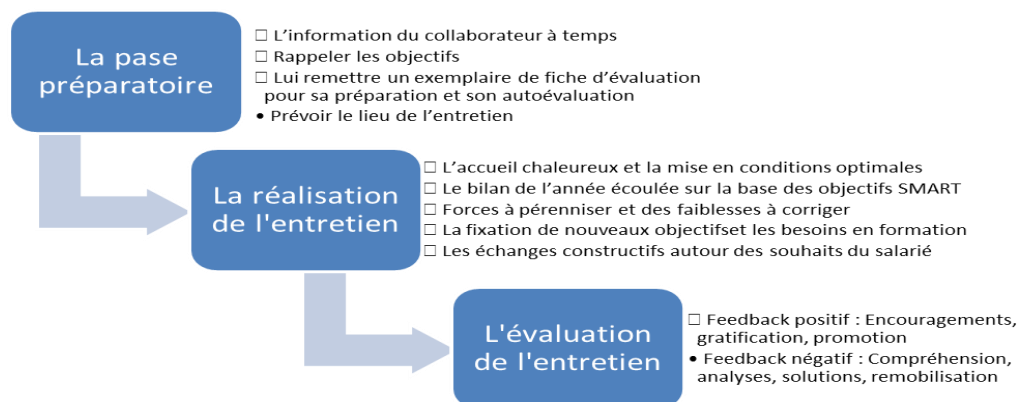 La pase
préparatoire
□ L'information du collaborateur à temps
□ Rappeler les objectifs
□ Lui remettre un exemplaire de fiche d'évaluation
pour sa préparation et son autoévaluation
• Prévoir le lieu de l'entretien
La réalisation
de l'entretien
□ L'accueil chaleureux et la mise en conditions optimales
□ Le bilan de l'année écoulée sur la base des objectifs SMART
□ Forces à pérenniser et des faiblesses à corriger
□ La fixation de nouveaux objectifset les besoins en formation
□ Les échanges constructifs autour des souhaits du salarié
L'évaluation
de l'entretien
□ Feedback positif : Encouragements,
gratification, promotion
• Feedback négatif : Compréhension,
analyses, solutions, remobilisation